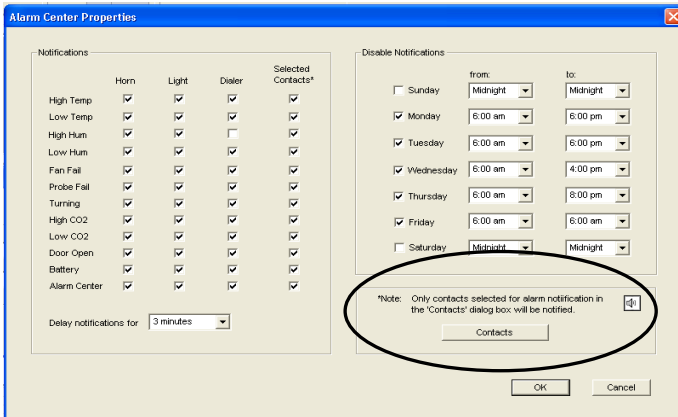 Alarm Center Properties
Notifications
Horn Light Dialer Selected Contacts*
High Temp
Low Temp
High Hum
Low Hum
Fan Fail
Probe Fail
Turning
High CO2
Low CO2
Door Open
Battery
Alarm Center
Delay notifications for 3 minutes
Disable Notifications
from: to:
Sunday Midnight Midnight
Monday 6:00 am 6:00 pm
Tuesday 6:00 am 6:00 pm
Wednesday 6:00 am 4:00 pm
Thursday 6:00 am 8:00 pm
Friday 6:00 am 6:00 am
Saturday Midnight Midnight
*Note: Only contacts selected for alarm notiification in
the 'Contacts' dialog box will be notified.
Contacts
OK Cancel